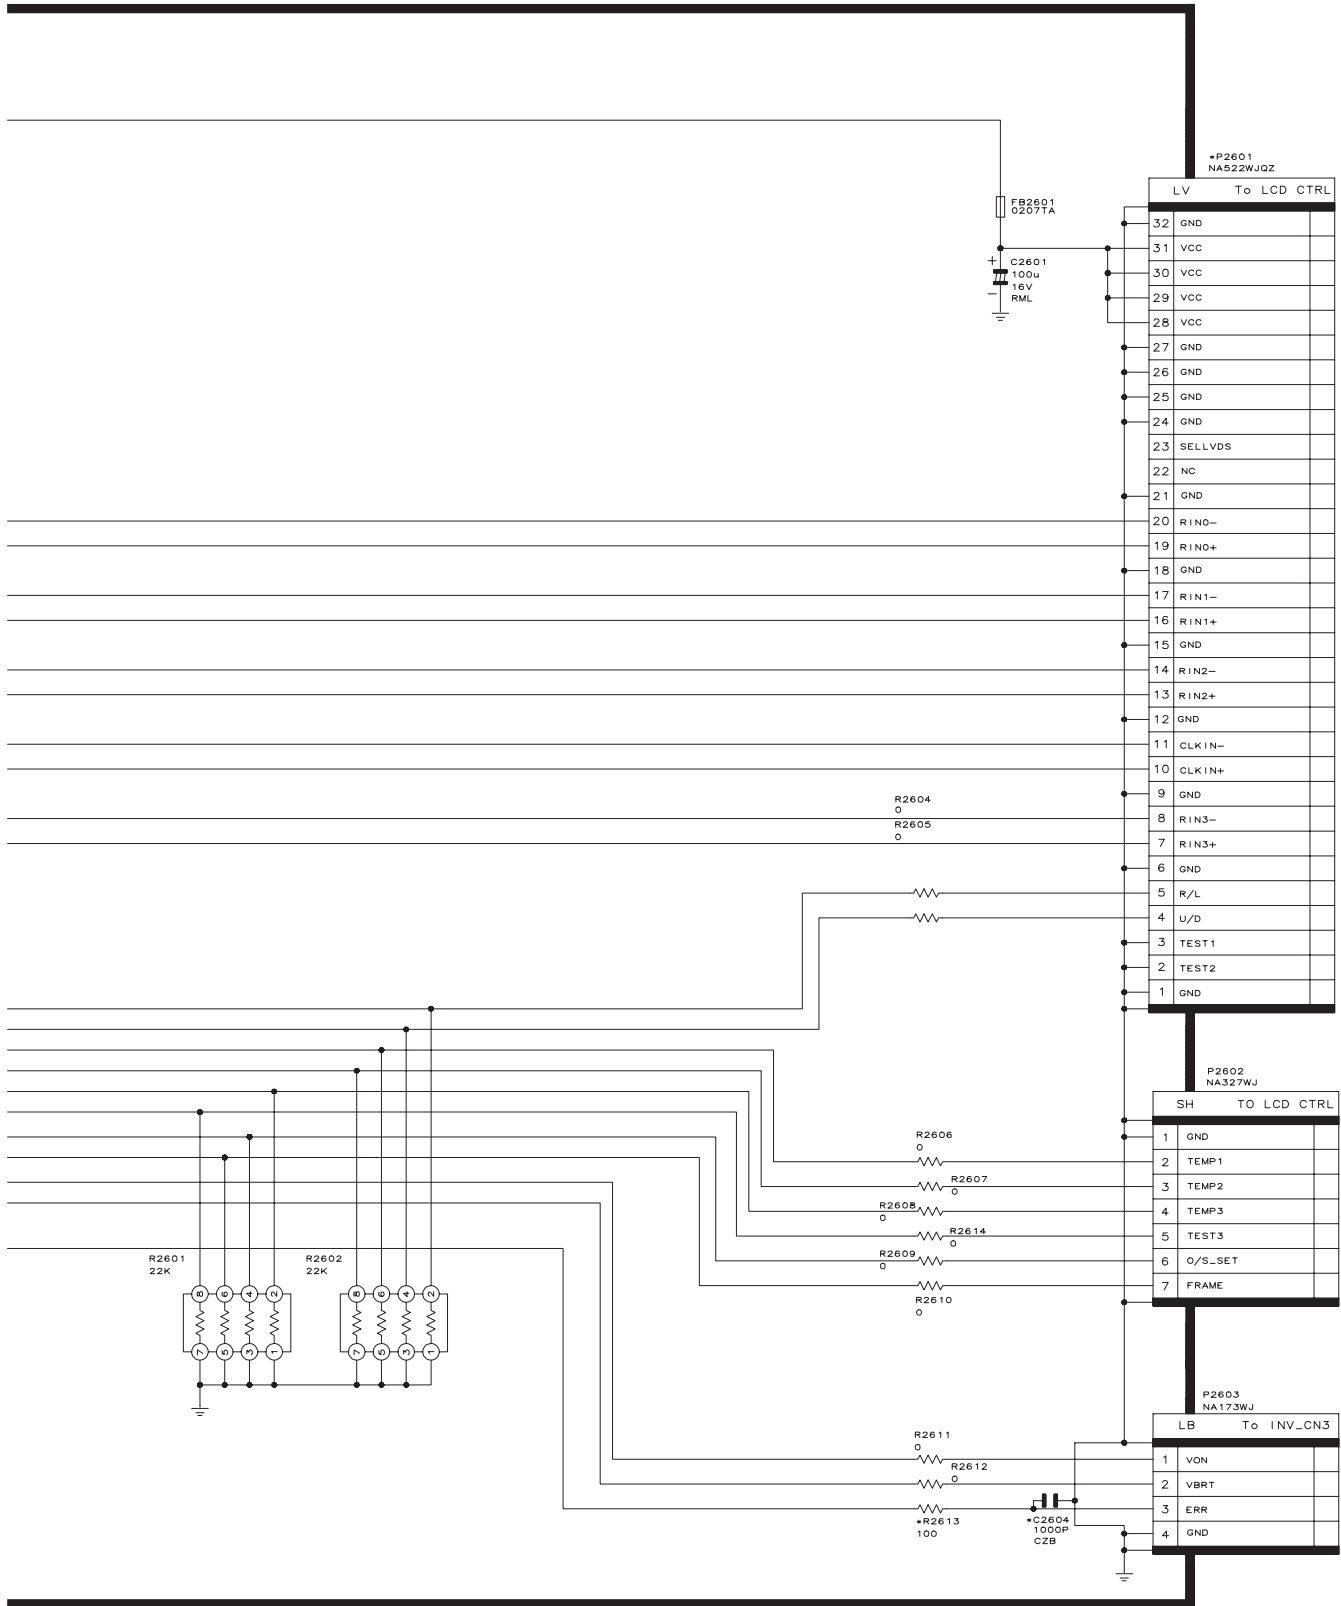 *P2601
NA522WJQZ
LV To LCD CTRL
FB2601
0207TA
+
C2601
100u
16V
RML
−
32 GND
31 VCC
30 VCC
29 VCC
28 VCC
27 GND
26 GND
25 GND
24 GND
23 SELLVDS
22 NC
21 GND
20 RIN0−
19 RIN0+
18 GND
17 RIN1−
16 RIN1+
15 GND
14 RIN2−
13 RIN2+
12 GND
11 CLKIN−
10 CLKIN+
9 GND
R2604
0
8 RIN3−
R2605
0
7 RIN3+
6 GND
5 R/L
4 U/D
3 TEST1
2 TEST2
1 GND
P2602
NA327WJ
SH TO LCD CTRL
1 GND
R2606
0
2 TEMP1
R2607
0
3 TEMP2
R2608
0
4 TEMP3
R2614
0
5 TEST3
R2609
0
6 O/S_SET
7 FRAME
R2610
0
R2601
22K
8 6 4 2
7 5 3 1
R2602
22K
8 6 4 2
7 5 3 1
P2603
NA173WJ
LB To INV_CN3
R2611
0
1 VON
R2612
0
2 VBRT
3 ERR
*R2613
100
*C2604
1000P
CZB
4 GND